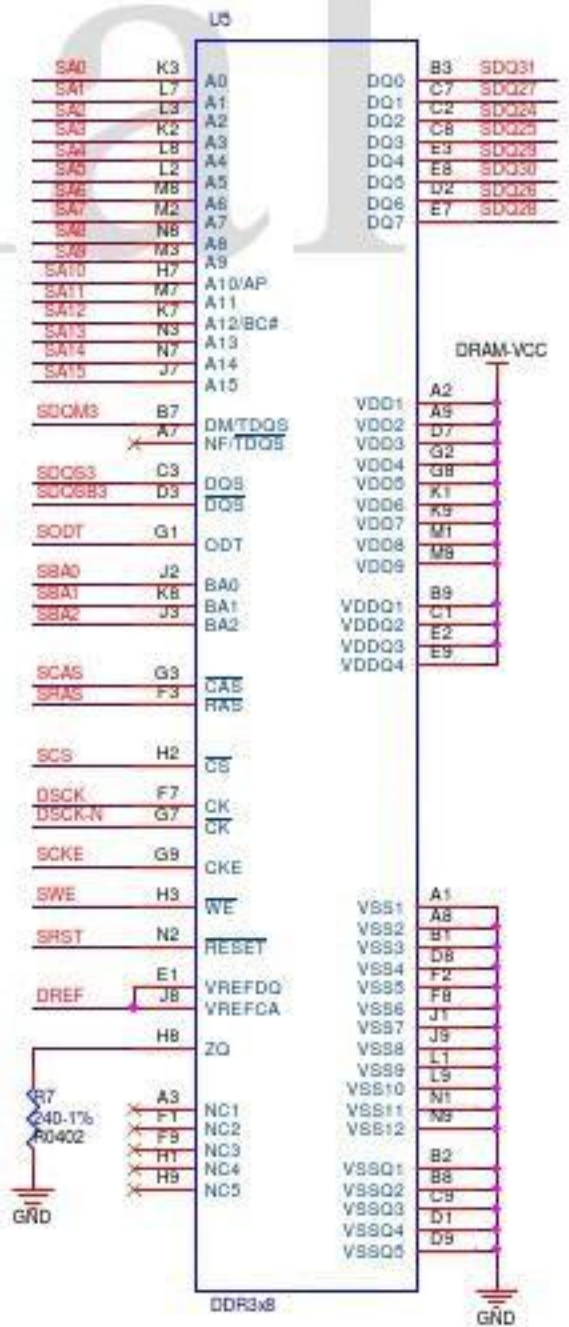 U5
SA0 K3 A0
SA1 L7 A1
SA2 L3 A2
SA3 K2 A3
SA4 L8 A4
SA5 L2 A5
SA6 M8 A6
SA7 M2 A7
SA8 N8 A8
SA9 M3 A9
SA10 H7 A10/AP
SA11 M7 A11
SA12 K7 A12/BC#
SA13 N3 A13
SA14 N7 A14
SA15 J7 A15
SDQM3 B7 DM/TDQS
A7 NF/TDQS
SDQS3 C3 DQS
SDQSB3 D3 DQS
SODT G1 ODT
SBA0 J2 BA0
SBA1 K8 BA1
SBA2 J3 BA2
SCAS G3 CAS
SRAS F3 RAS
SCS H2 CS
DSCK F7 CK
DSCK-N G7 CK
SCKE G9 CKE
SWE H3 WE
SRST N2 RESET
E1 VREFDQ
DREF J8 VREFCA
H8 ZQ
R7
240-1%
R0402
GND
A3 NC1
F1 NC2
F9 NC3
H1 NC4
H9 NC5
DQ0 B3 SDQ31
DQ1 C7 SDQ27
DQ2 C2 SDQ24
DQ3 C8 SDQ25
DQ4 E3 SDQ29
DQ5 E8 SDQ30
DQ6 D2 SDQ26
DQ7 E7 SDQ28
DRAM-VCC
VDD1 A2
VDD2 A9
VDD3 D7
VDD4 G2
VDD5 G8
VDD6 K1
VDD7 K9
VDD8 M1
VDD9 M9
VDDQ1 B9
VDDQ2 C1
VDDQ3 E2
VDDQ4 E9
VSS1 A1
VSS2 A8
VSS3 B1
VSS4 D8
VSS5 F2
VSS6 F8
VSS7 J1
VSS8 J9
VSS9 L1
VSS10 L9
VSS11 N1
VSS12 N9
VSSQ1 B2
VSSQ2 B8
VSSQ3 C9
VSSQ4 D1
VSSQ5 D9
GND
DDR3x8